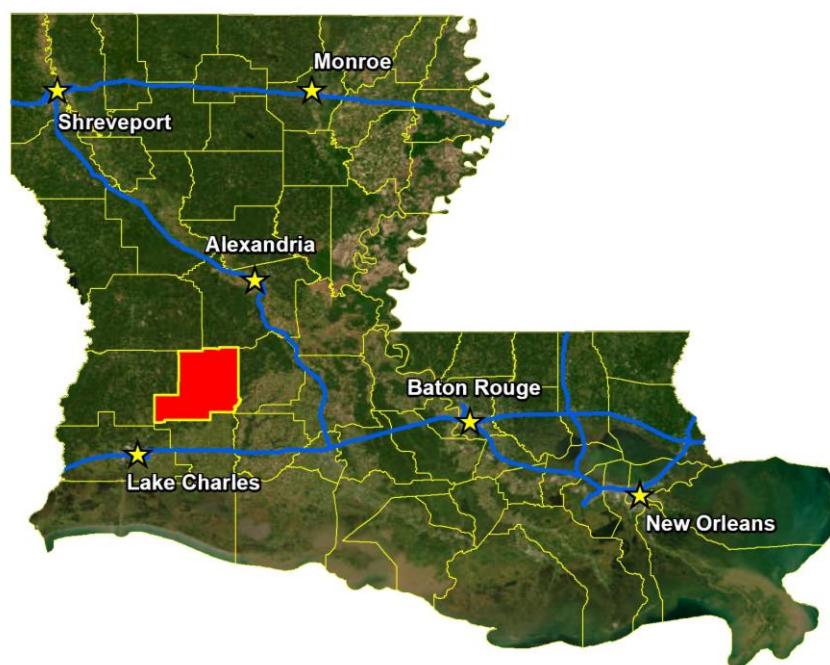 Monroe
Shreveport
Alexandria
Baton Rouge
Lake Charles
New Orleans